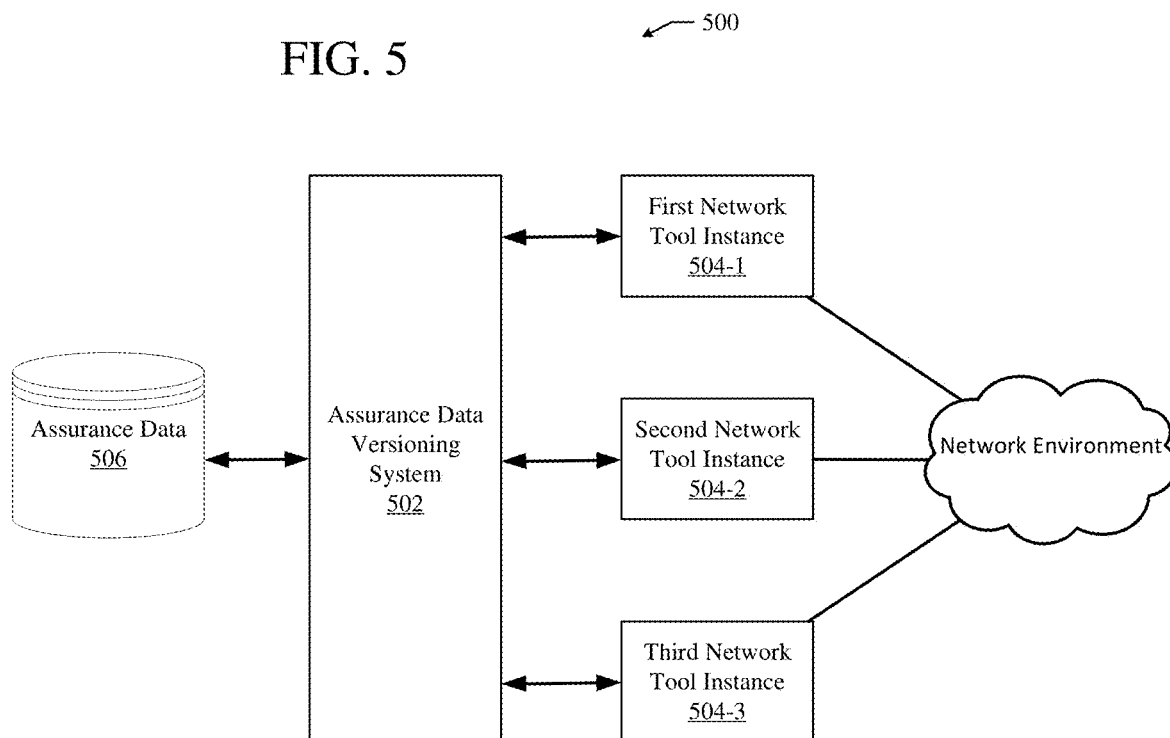 FIG. 5
500
First Network
Tool Instance
504-1
Assurance Data
506
Assurance Data
Versioning
System
502
Second Network
Tool Instance
504-2
Network Environment
Third Network
Tool Instance
504-3